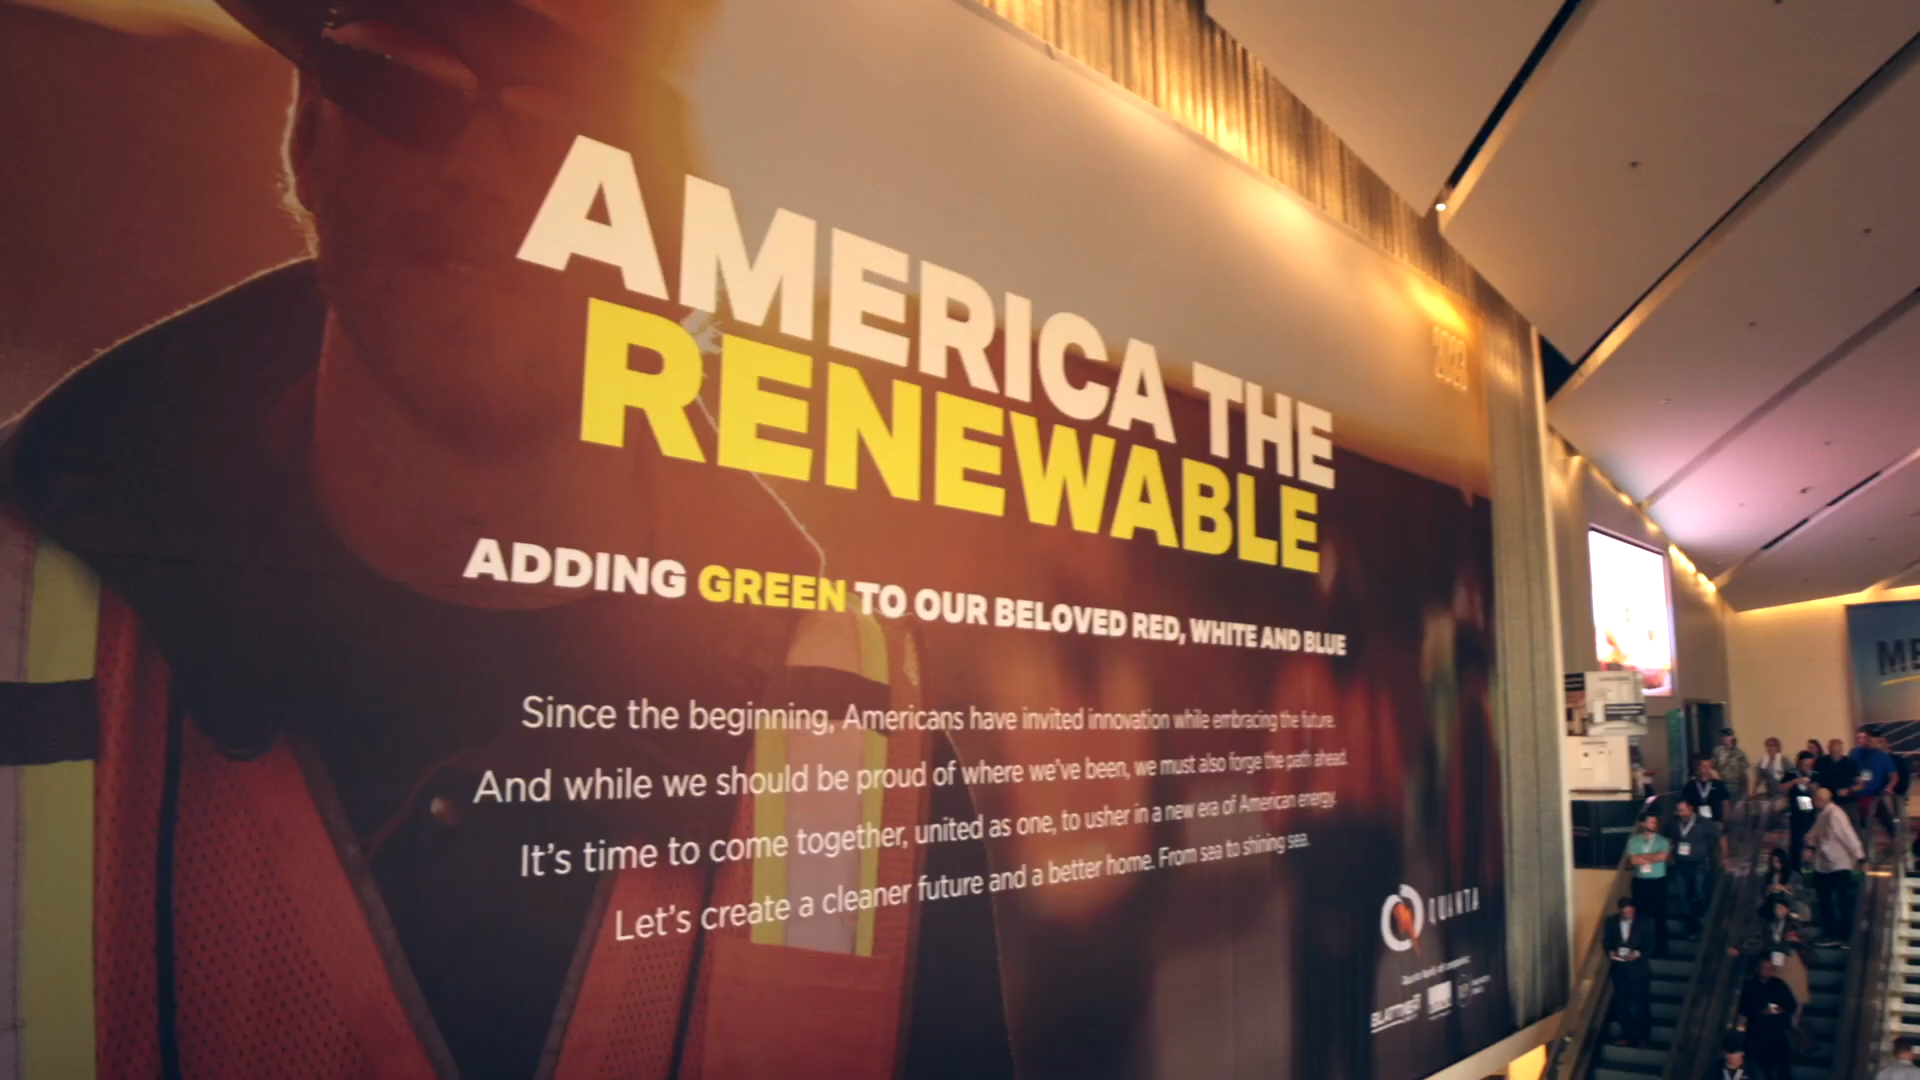 AMERICA THE
RENEWABLE
ADDING GREEN TO OUR BELOVED RED, WHITE AND BLUE
Since the beginning, Americans have invited innovation while embracing the future.
And while we should be proud of where we've been, we must also forge the path ahead.
It's time to come together, united as one, to usher in a new era of American energy.
Let's create a cleaner future and a better home. From sea to shining sea.
2023
QUANTA
BLATTNER